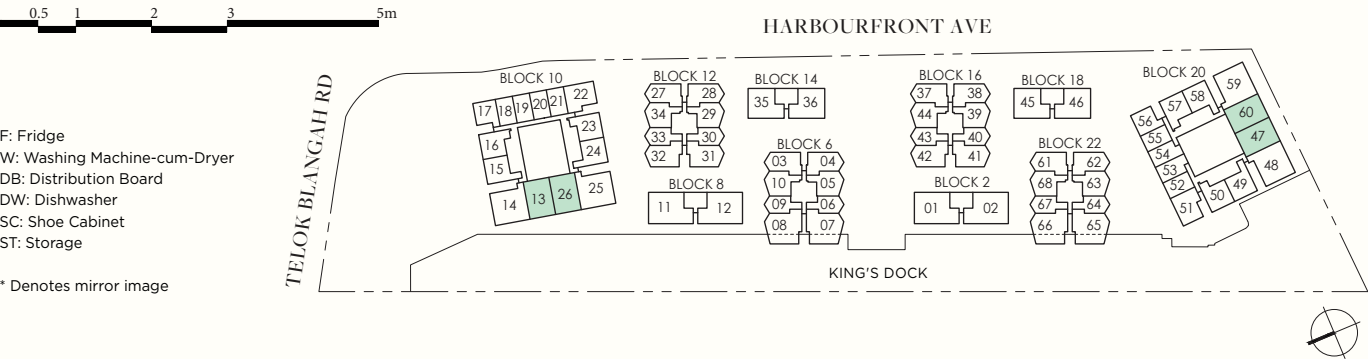 0.5 1 2 3 5m
F: Fridge
W: Washing Machine-cum-Dryer
DB: Distribution Board
DW: Dishwasher
SC: Shoe Cabinet
ST: Storage
* Denotes mirror image
TELOK BLANGAH RD
HARBOURFRONT AVE
BLOCK 10
17 18 19 20 21 22
16 23
15 24
14 13 26 25
BLOCK 12
27 28
34 29
33 30
32 31
BLOCK 14
35 36
BLOCK 8
11 12
BLOCK 6
03 04
10 05
09 06
08 07
BLOCK 16
37 38
44 39
43 40
42 41
BLOCK 18
45 46
BLOCK 2
01 02
BLOCK 22
61 62
68 63
67 64
66 65
BLOCK 20
59
58
57
56
60
55
47
54
53
48
52
49
50
51
KING'S DOCK